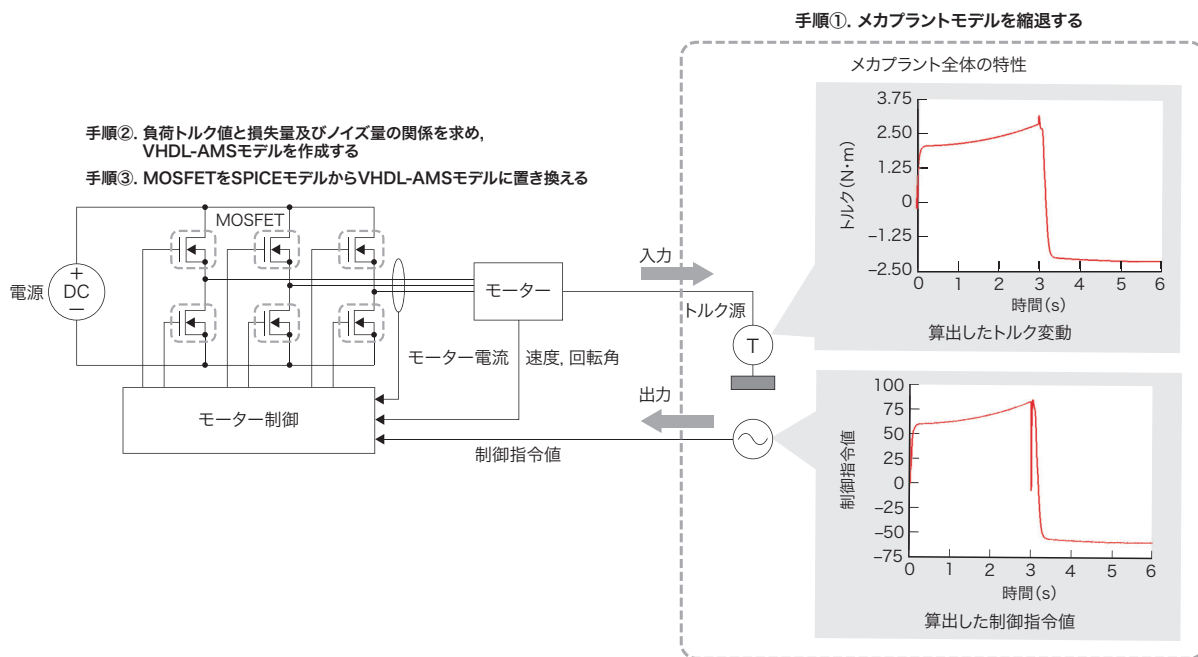 手順①. メカプラントモデルを縮退する
メカプラント全体の特性
手順②. 負荷トルク値と損失量及びノイズ量の関係を求め,
VHDL-AMSモデルを作成する
手順③. MOSFETをSPICEモデルからVHDL-AMSモデルに置き換える
MOSFET
電源
+
DC
−
モーター
モーター電流
速度, 回転角
モーター制御
制御指令値
入力
トルク源
T
出力
トルク(N・m)
3.75
2.50
1.25
0
−1.25
−2.50
0 1 2 3 4 5 6
時間(s)
算出したトルク変動
制御指令値
100
75
50
25
0
−25
−50
−75
0 1 2 3 4 5 6
時間(s)
算出した制御指令値